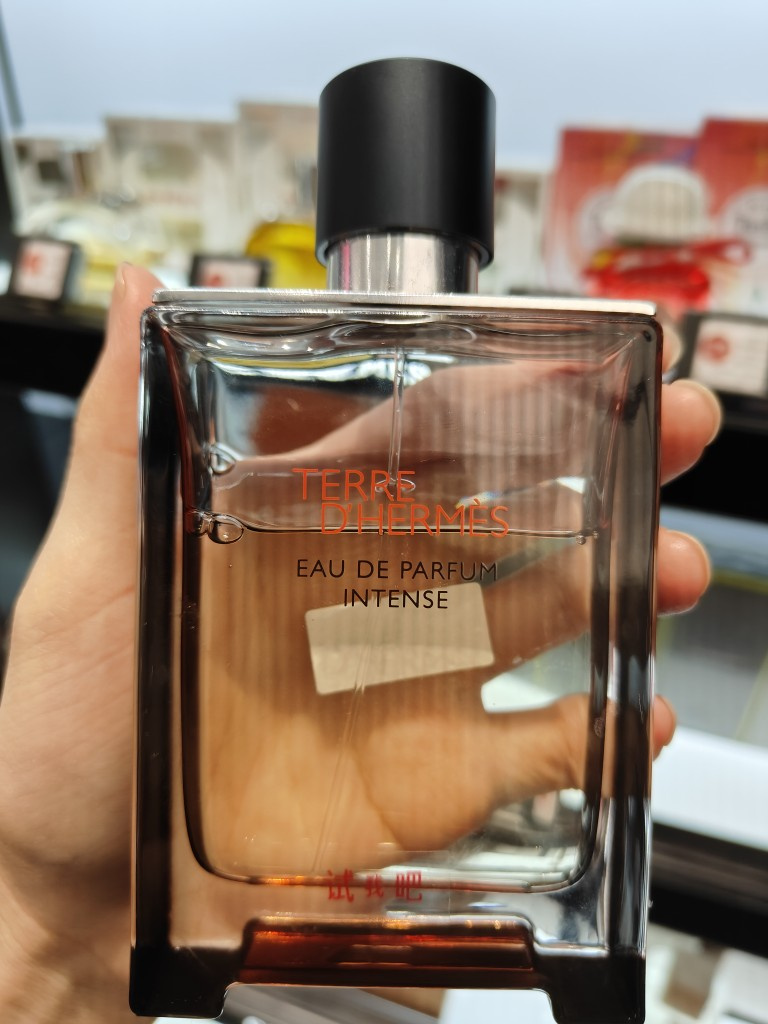 TERRE
D'HERMÈS
EAU DE PARFUM
INTENSE
试我吧